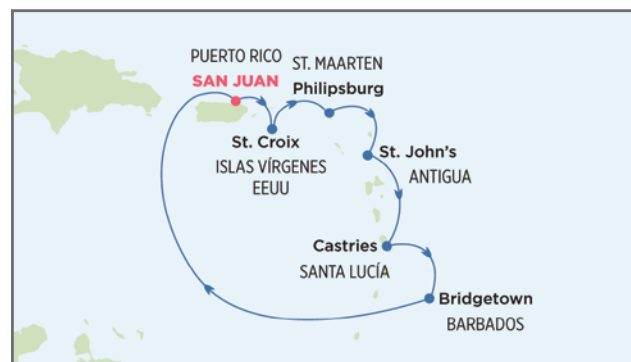 PUERTO RICO
SAN JUAN
ST. MAARTEN
Philipsburg
St. Croix
ISLAS VÍRGENES
EEUU
St. John's
ANTIGUA
Castries
SANTA LUCÍA
Bridgetown
BARBADOS